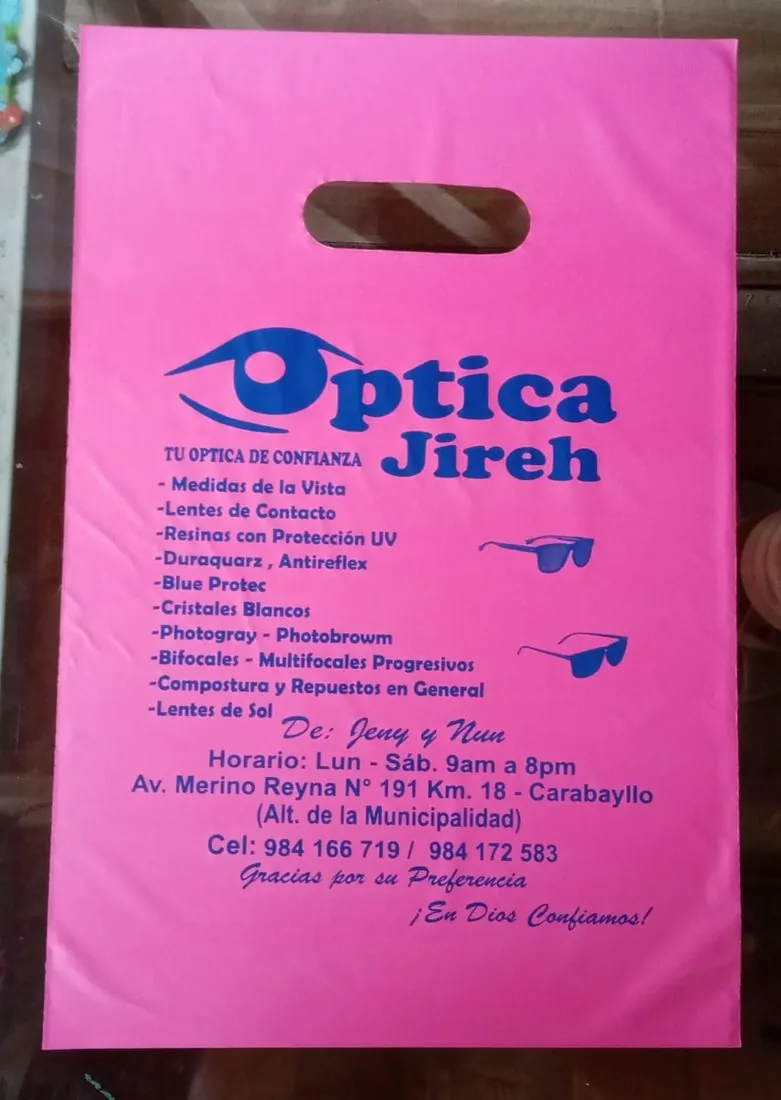 Optica
Jireh
TU OPTICA DE CONFIANZA
- Medidas de la Vista
-Lentes de Contacto
-Resinas con Protección UV
-Duraquarz , Antireflex
-Blue Protec
-Cristales Blancos
-Photogray - Photobrowm
-Bifocales - Multifocales Progresivos
-Compostura y Repuestos en General
-Lentes de Sol
De: Jeny y Nun
Horario: Lun - Sáb. 9am a 8pm
Av. Merino Reyna N° 191 Km. 18 - Carabayllo
(Alt. de la Municipalidad)
Cel: 984 166 719 / 984 172 583
Gracias por su Preferencia
¡En Dios Confiamos!